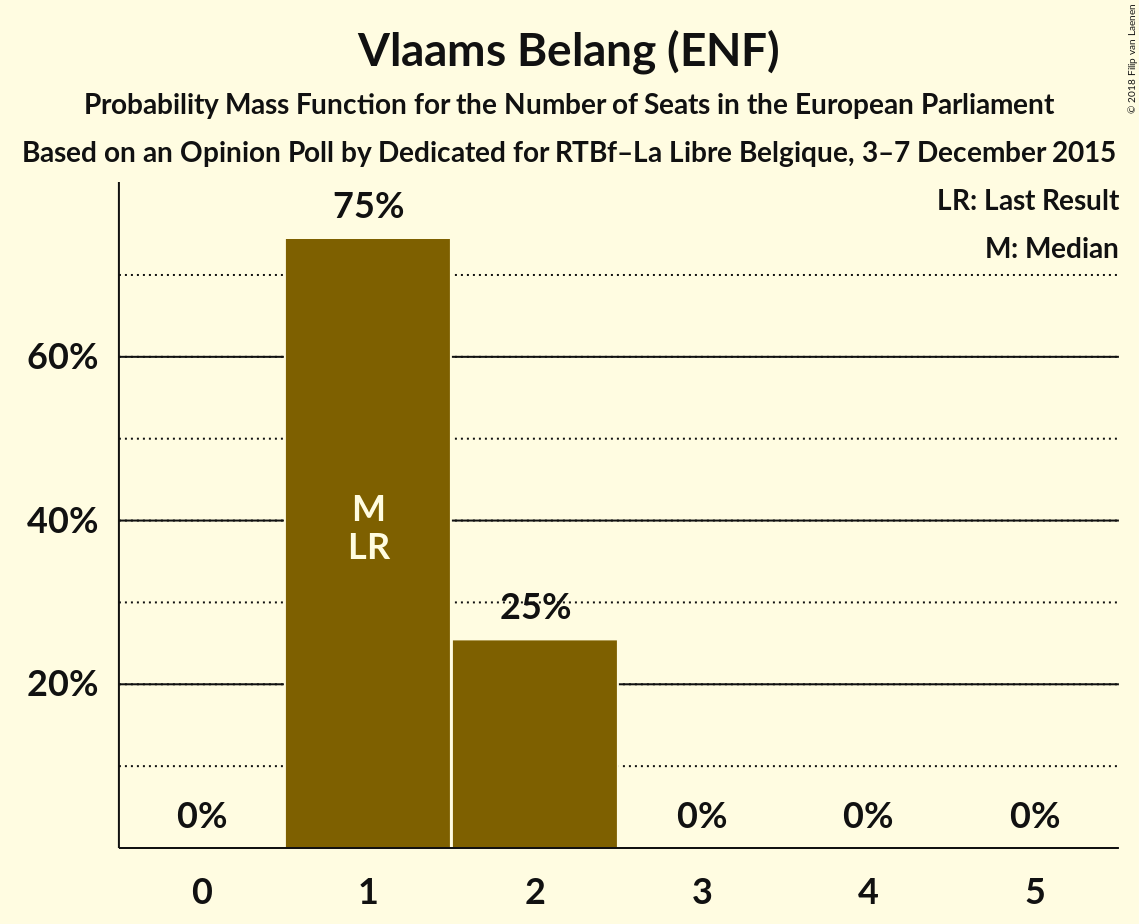 Vlaams Belang (ENF)
Probability Mass Function for the Number of Seats in the European Parliament
Based on an Opinion Poll by Dedicated for RTBf–La Libre Belgique, 3–7 December 2015
© 2018 Filip van Laenen
LR: Last Result
M: Median
75%
60%
M
40%
LR
25%
20%
0%
0%
0%
0%
0 1 2 3 4 5